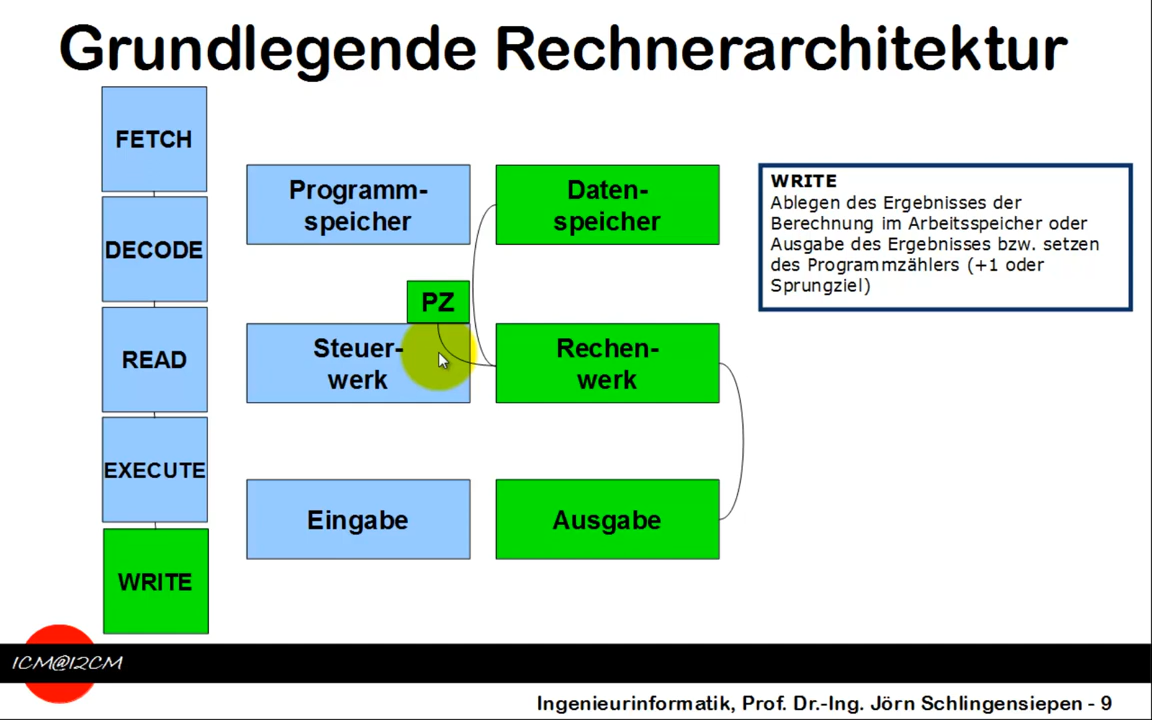 Grundlegende Rechnerarchitektur
FETCH
DECODE
READ
EXECUTE
WRITE
Programm-
speicher
Daten-
speicher
PZ
Steuer-
werk
Rechen-
werk
Eingabe
Ausgabe
WRITE
Ablegen des Ergebnisses der
Berechnung im Arbeitsspeicher oder
Ausgabe des Ergebnisses bzw. setzen
des Programmzählers (+1 oder
Sprungziel)
1CM@12CM
Ingenieurinformatik, Prof. Dr.-Ing. Jörn Schlingensiepen - 9